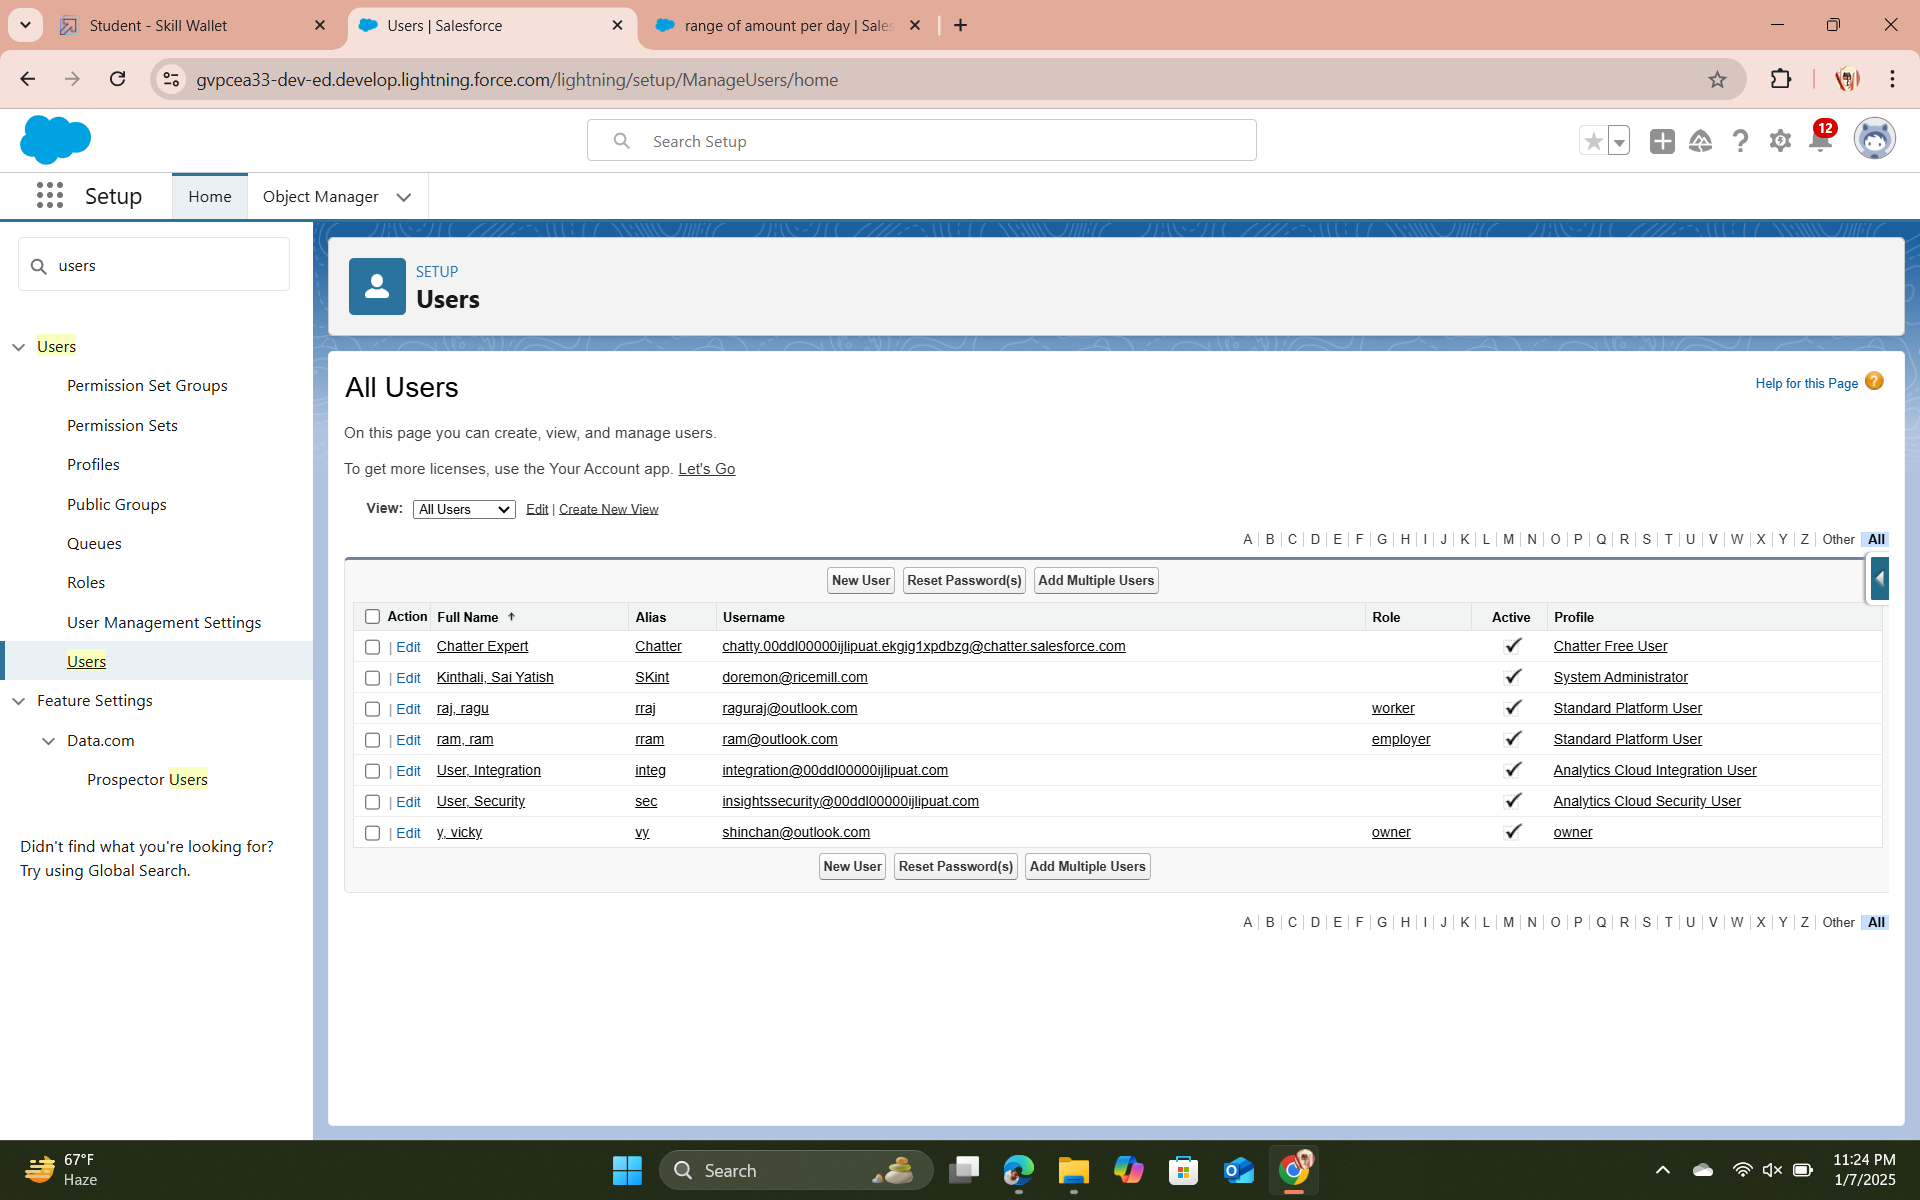 Student - Skill Wallet
Users | Salesforce
range of amount per day | Sales
gvpcea33-dev-ed.develop.lightning.force.com/lightning/setup/ManageUsers/home
Search Setup
12
Setup
Home
Object Manager
users
Users
Permission Set Groups
Permission Sets
Profiles
Public Groups
Queues
Roles
User Management Settings
Users
Feature Settings
Data.com
Prospector Users
Didn't find what you're looking for?
Try using Global Search.
SETUP
Users
All Users
Help for this Page ?
On this page you can create, view, and manage users.
To get more licenses, use the Your Account app. Let's Go
View: All Users Edit | Create New View
A | B | C | D | E | F | G | H | I | J | K | L | M | N | O | P | Q | R | S | T | U | V | W | X | Y | Z | Other All
New User Reset Password(s) Add Multiple Users
Action Full Name ↑ Alias Username Role Active Profile
| Edit Chatter Expert Chatter chatty.00ddl00000ijlipuat.ekgig1xpdbzg@chatter.salesforce.com ✓ Chatter Free User
| Edit Kinthali, Sai Yatish SKint doremon@ricemill.com ✓ System Administrator
| Edit raj, ragu rraj raguraj@outlook.com worker ✓ Standard Platform User
| Edit ram, ram rram ram@outlook.com employer ✓ Standard Platform User
| Edit User, Integration integ integration@00ddl00000ijlipuat.com ✓ Analytics Cloud Integration User
| Edit User, Security sec insightssecurity@00ddl00000ijlipuat.com ✓ Analytics Cloud Security User
| Edit y, vicky vy shinchan@outlook.com owner ✓ owner
New User Reset Password(s) Add Multiple Users
A | B | C | D | E | F | G | H | I | J | K | L | M | N | O | P | Q | R | S | T | U | V | W | X | Y | Z | Other All
67°F
Haze
Search
11:24 PM
1/7/2025